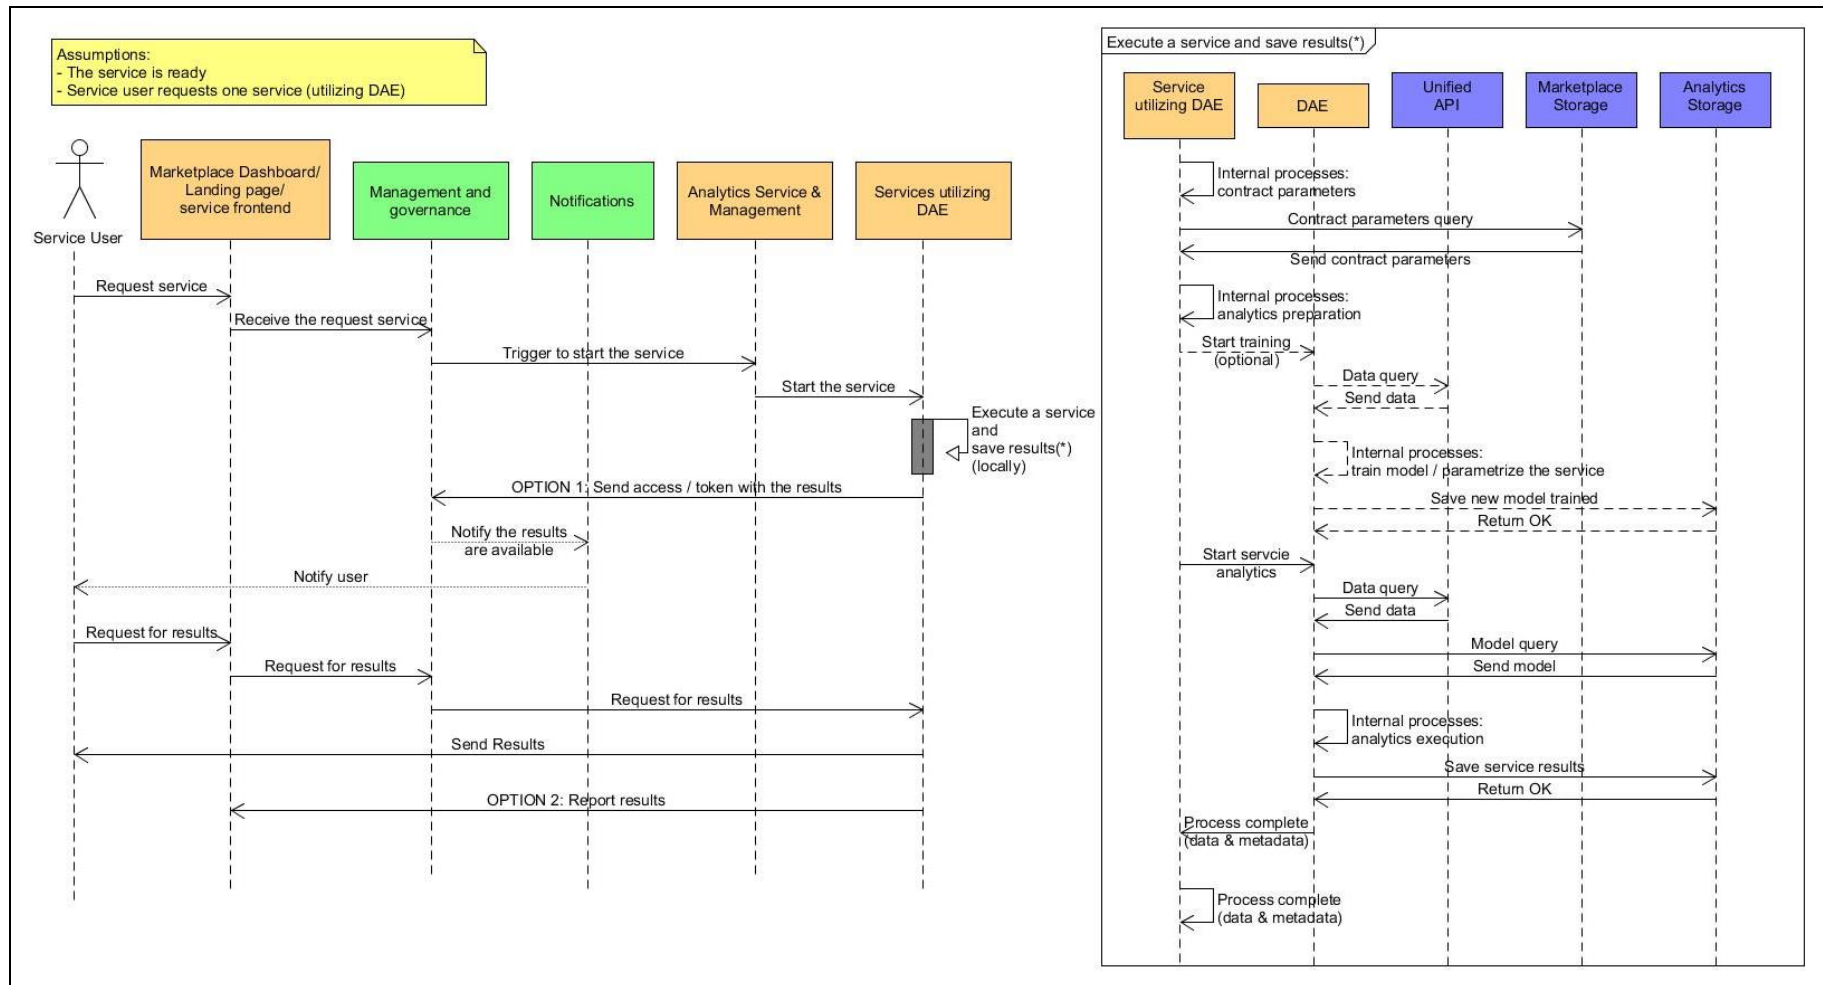 Assumptions:
- The service is ready
- Service user requests one service (utilizing DAE)
Service User
Marketplace Dashboard/
Landing page/
service frontend
Management and
governance
Notifications
Analytics Service &
Management
Services utilizing
DAE
Request service
Receive the request service
Trigger to start the service
Start the service
Execute a service
and
save results(*)
(locally)
OPTION 1: Send access / token with the results
Notify the results
are available
Notify user
Request for results
Request for results
Request for results
Send Results
OPTION 2: Report results
Execute a service and save results(*)
Service
utilizing DAE
DAE
Unified
API
Marketplace
Storage
Analytics
Storage
Internal processes:
contract parameters
Contract parameters query
Send contract parameters
Internal processes:
analytics preparation
Start training
(optional)
Data query
Send data
Internal processes:
train model / parametrize the service
Save new model trained
Return OK
Start servcie
analytics
Data query
Send data
Model query
Send model
Internal processes:
analytics execution
Save service results
Return OK
Process complete
(data & metadata)
Process complete
(data & metadata)